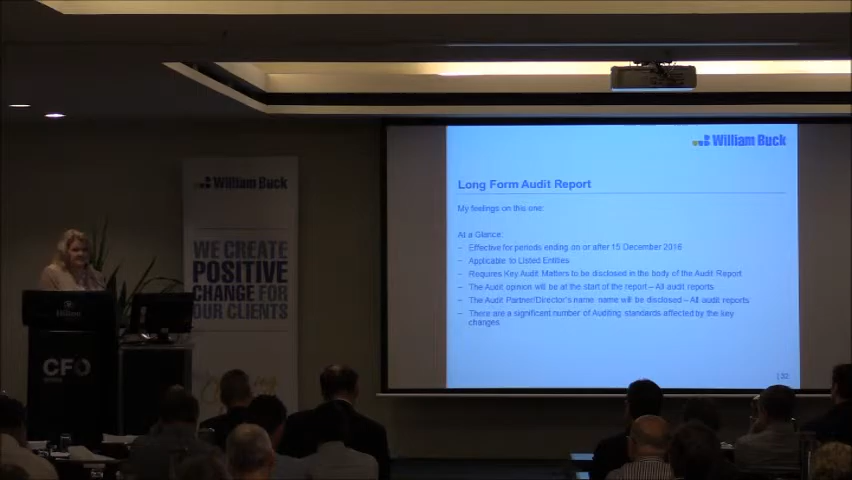 William Buck
Long Form Audit Report
My feelings on this one:
At a Glance:
– Effective for periods ending on or after 15 December 2016
– Applicable to Listed Entities
– Requires Key Audit Matters to be disclosed in the body of the Audit Report
– The Audit opinion will be at the start of the report – All audit reports
– The Audit Partner/Director's name name will be disclosed – All audit reports
– There are a significant number of Auditing standards affected by the key
changes
| 32
William Buck
WE CREATE
POSITIVE
CHANGE FOR
OUR CLIENTS
Hilton
CFO